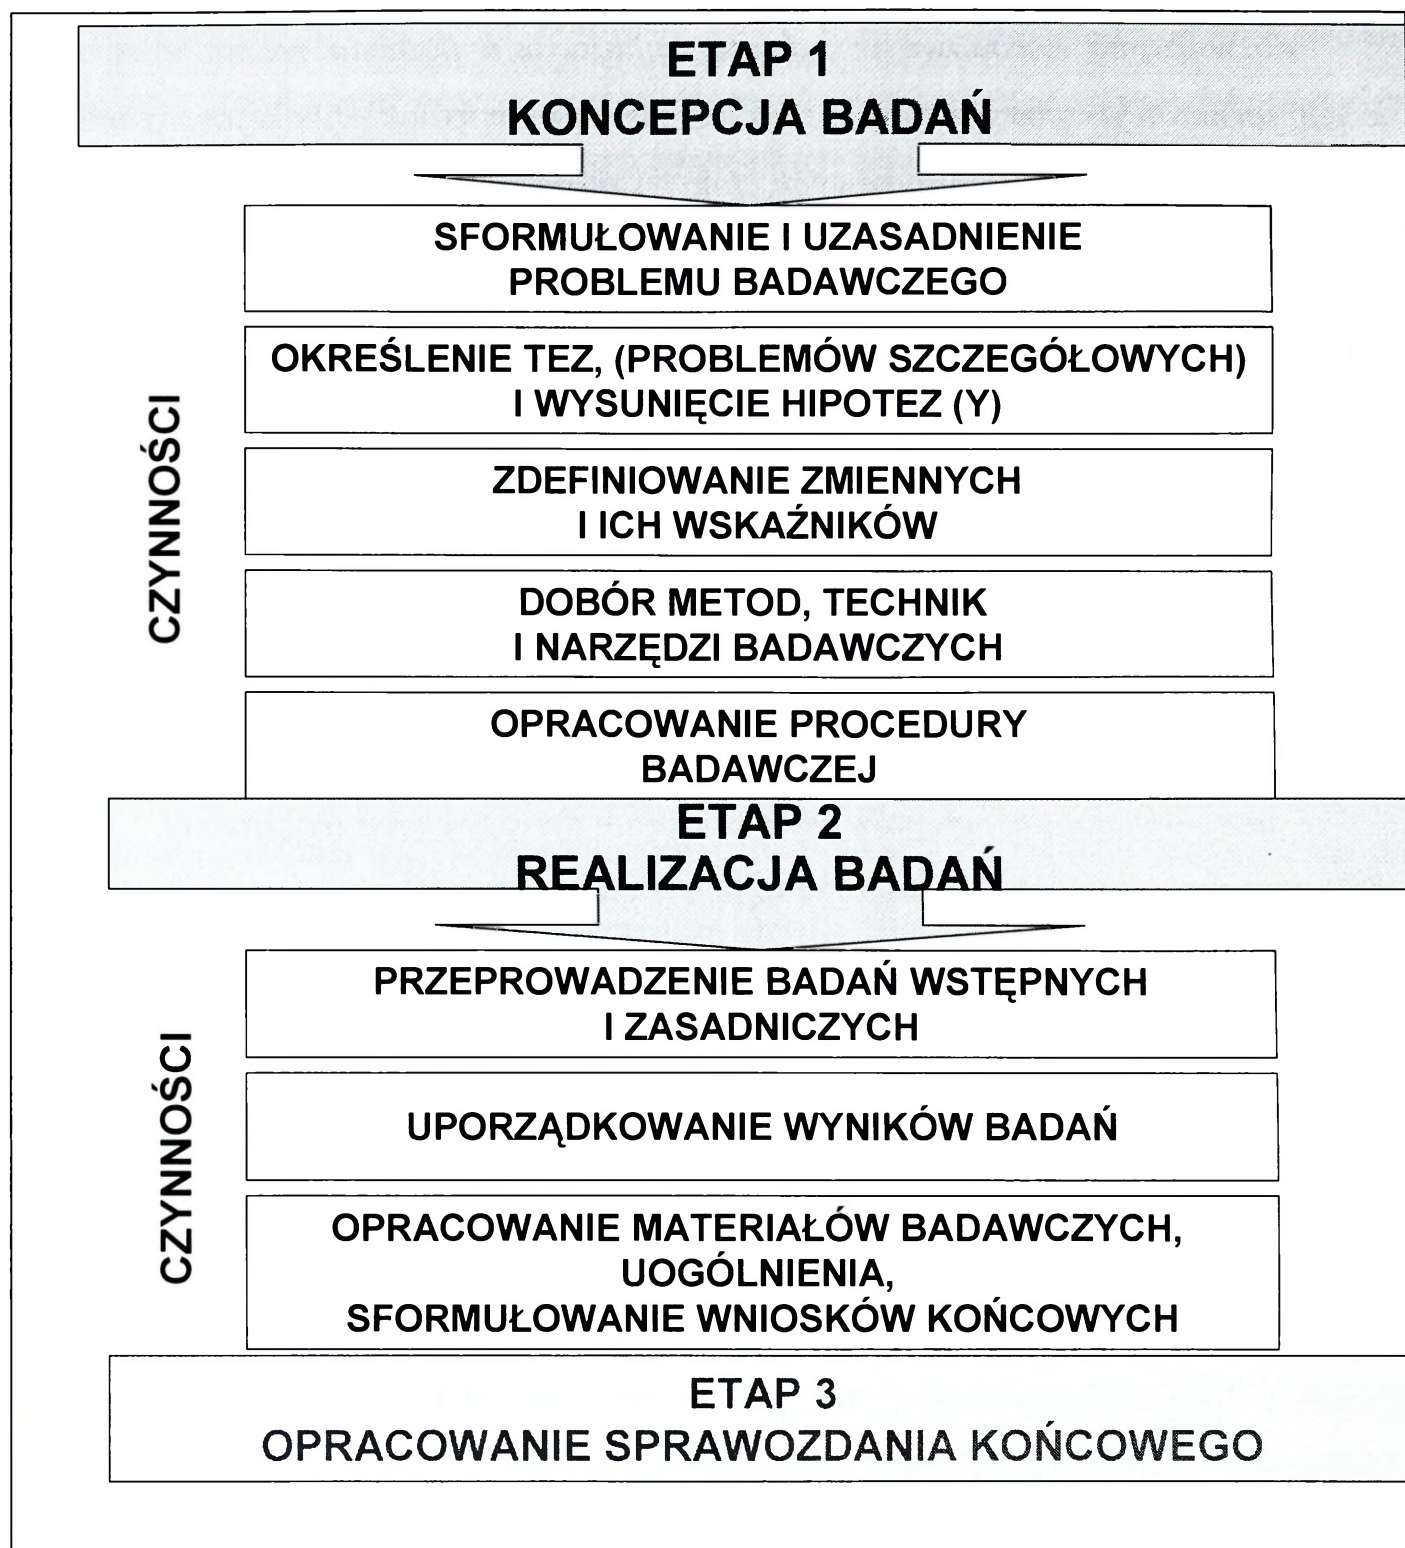 ETAP 1
KONCEPCJA BADAŃ
SFORMUŁOWANIE I UZASADNIENIE
PROBLEMU BADAWCZEGO
OKREŚLENIE TEZ, (PROBLEMÓW SZCZEGÓŁOWYCH)
I WYSUNIĘCIE HIPOTEZ (Y)
CZYNNOŚCI
ZDEFINIOWANIE ZMIENNYCH
I ICH WSKAŹNIKÓW
DOBÓR METOD, TECHNIK
I NARZĘDZI BADAWCZYCH
OPRACOWANIE PROCEDURY
BADAWCZEJ
ETAP 2
REALIZACJA BADAŃ
PRZEPROWADZENIE BADAŃ WSTĘPNYCH
I ZASADNICZYCH
CZYNNOŚCI
UPORZĄDKOWANIE WYNIKÓW BADAŃ
OPRACOWANIE MATERIAŁÓW BADAWCZYCH,
UOGÓLNIENIA,
SFORMUŁOWANIE WNIOSKÓW KOŃCOWYCH
ETAP 3
OPRACOWANIE SPRAWOZDANIA KOŃCOWEGO